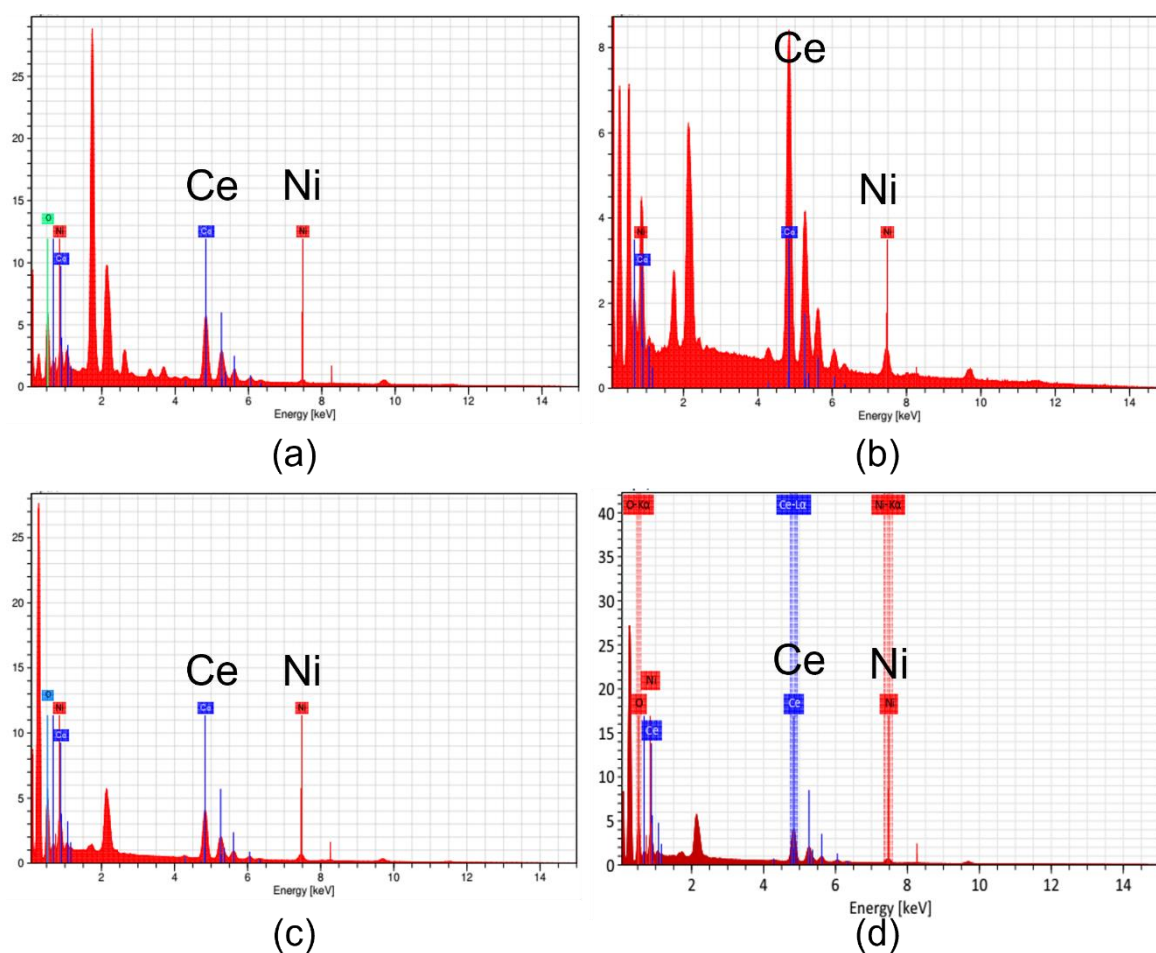 25
20
15
10
5
0
O
Ni
Ce
Ce
Ni
Ce
Ni
2 4 6 8 10 12 14
Energy [keV]
(a)
8
6
4
2
0
Ni
Ce
Ce
Ni
Ce
Ni
2 4 6 8 10 12 14
Energy [keV]
(b)
25
20
15
10
5
0
O
Ni
Ce
Ce
Ni
Ce
Ni
2 4 6 8 10 12 14
Energy [keV]
(c)
40
35
30
25
20
15
10
5
0
O-Kα Ce-Lα Ni-Kα
Ce Ni
Ni
O Ce Ni
Ce
2 4 6 8 10 12 14
Energy [keV]
(d)